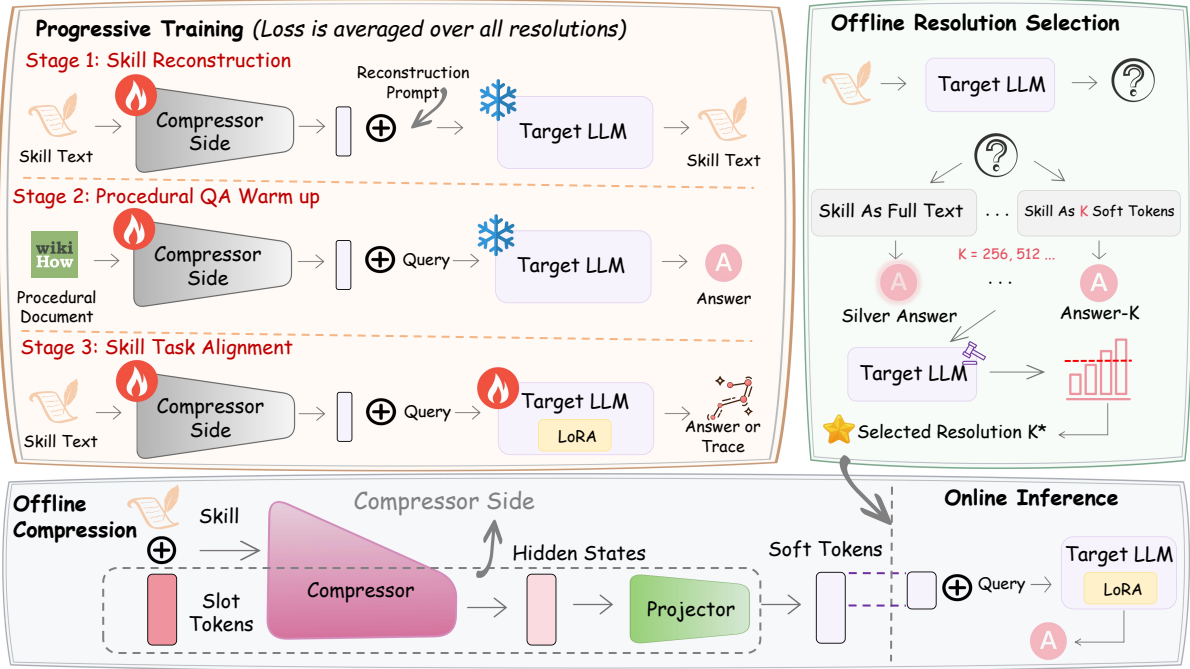 Progressive Training (Loss is averaged over all resolutions)
Stage 1: Skill Reconstruction
Skill Text
Compressor
Side
Reconstruction
Prompt
Target LLM
Skill Text
Stage 2: Procedural QA Warm up
wiki
How
Procedural
Document
Compressor
Side
Query
Target LLM
A
Answer
Stage 3: Skill Task Alignment
Skill Text
Compressor
Side
Query
Target LLM
LoRA
Answer or
Trace
Offline Resolution Selection
Target LLM
?
?
Skill As Full Text
...
Skill As K Soft Tokens
K = 256, 512 ...
A
...
A
Silver Answer
Answer-K
Target LLM
Selected Resolution K*
Offline
Compression
Skill
Slot
Tokens
Compressor
Compressor Side
Hidden States
Projector
Soft Tokens
Online Inference
Query
Target LLM
LoRA
A